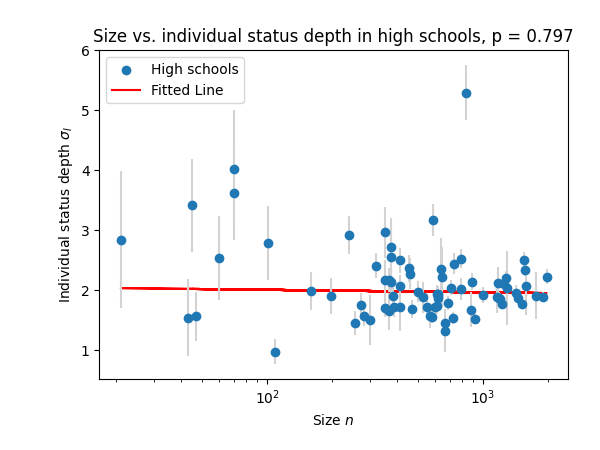 Size vs. individual status depth in high schools, p = 0.797
High schools
Fitted Line
Individual status depth σ_I
6
5
4
3
2
1
10²
10³
Size n